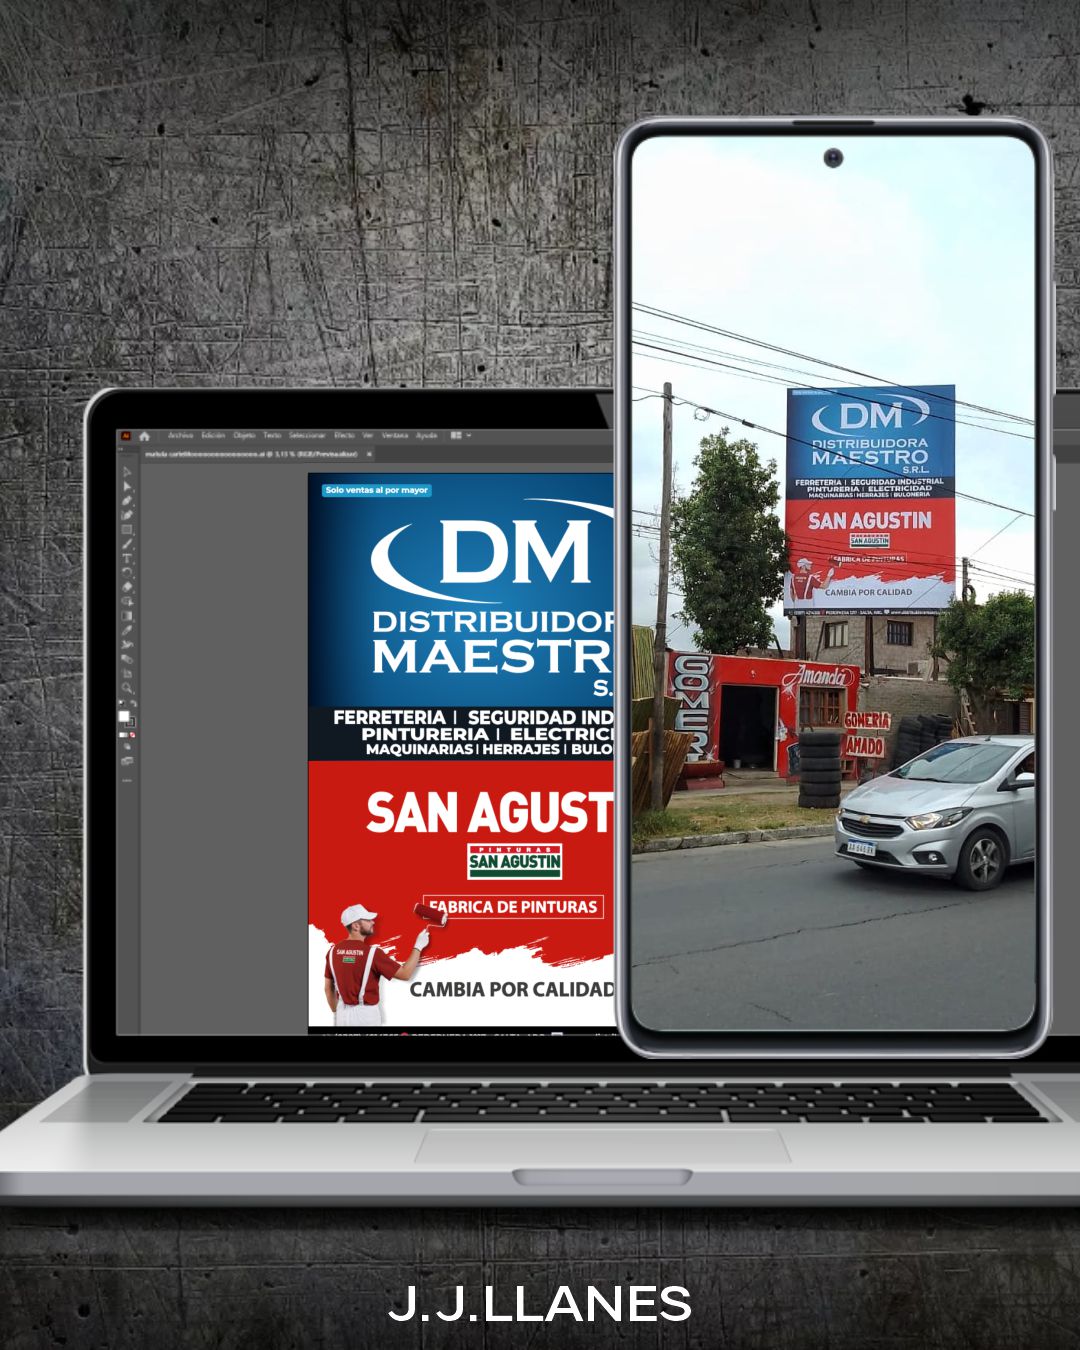 Archivo Edición Objeto Texto Seleccionar Efecto Ver Ventana Ayuda
Solo ventas al por mayor
DM
DISTRIBUIDOR
MAESTR
S.
FERRETERIA | SEGURIDAD IND
PINTURERIA | ELECTRICI
MAQUINARIAS | HERRAJES | BULO
SAN AGUST
PINTURAS
SAN AGUSTIN
FABRICA DE PINTURAS
SAN AGUSTIN
CAMBIA POR CALIDAD
DM
DISTRIBUIDORA
MAESTRO
S.R.L.
FERRETERIA | SEGURIDAD INDUSTRIAL
PINTURERIA | ELECTRICIDAD
MAQUINARIAS | HERRAJES | BULONERIA
SAN AGUSTIN
SAN AGUSTIN
FABRICA DE PINTURAS
CAMBIA POR CALIDAD
GOMER
Amanda
GOMERIA
AMADO
J.J.LLANES